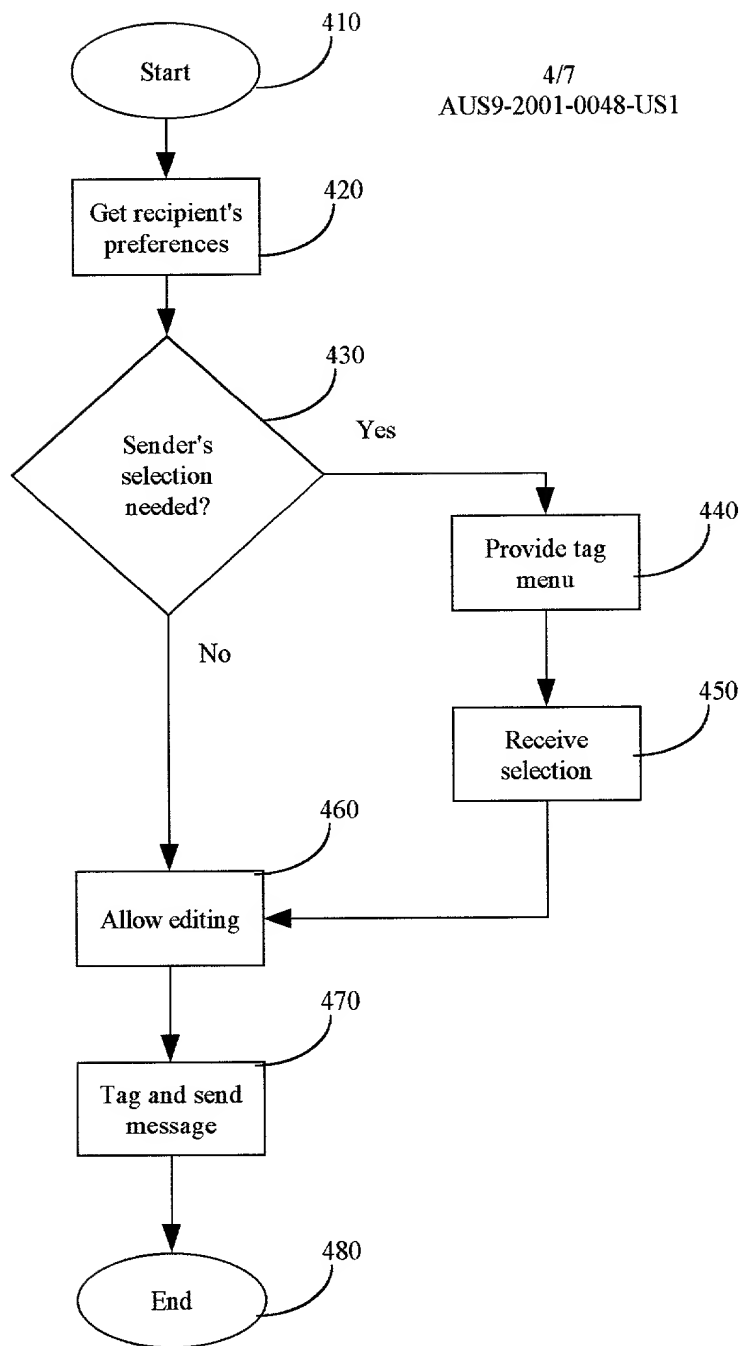 410
Start
4/7
AUS9-2001-0048-US1
420
Get recipient's
preferences
430
Sender's
selection
needed?
Yes
440
Provide tag
menu
No
450
Receive
selection
460
Allow editing
470
Tag and send
message
480
End